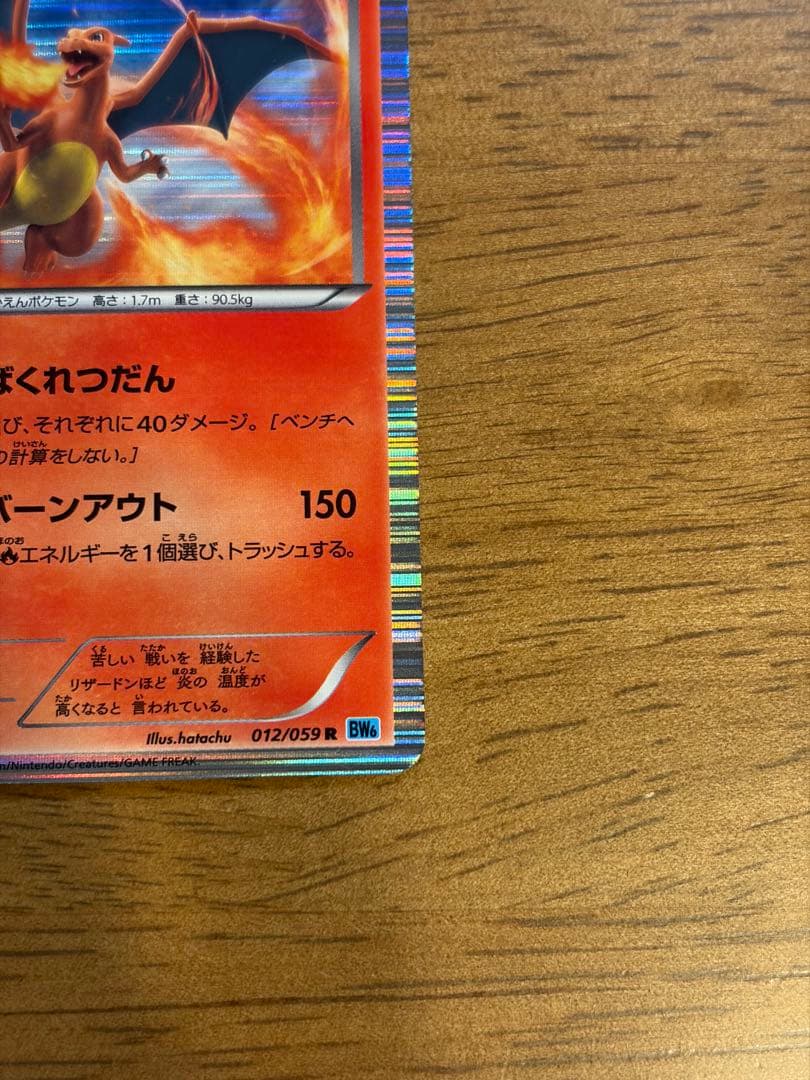 えんポケモン 高さ：1.7m 重さ：90.5kg
ばくれつだん
び、それぞれに40ダメージ。［ベンチへ
の計算をしない。］
バーンアウト 150
エネルギーを1個選び、トラッシュする。
苦しい 戦いを 経験した
リザードンほど 炎の 温度が
高くなると 言われている。
Illus.hatachu 012/059 R BW6
/Nintendo/Creatures/GAME FREAK.